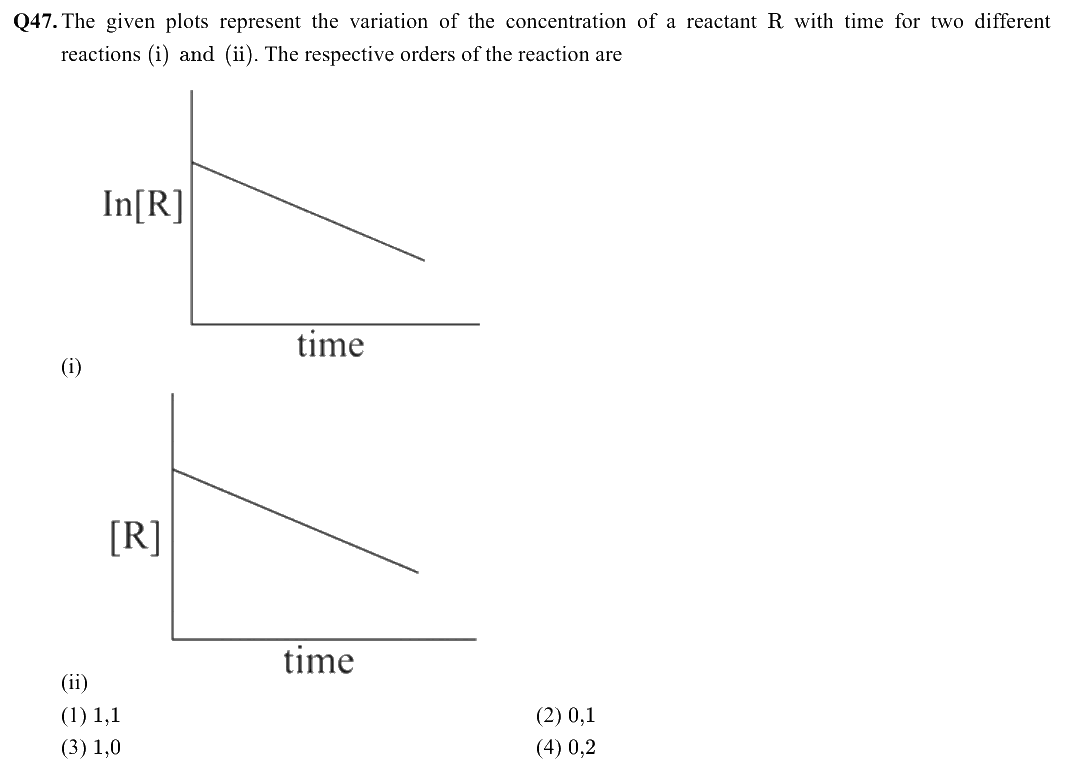 Q47. The given plots represent the variation of the concentration of a reactant R with time for two different
reactions (i) and (ii). The respective orders of the reaction are
In[R]
time
(i)
[R]
time
(ii)
(1) 1,1 (2) 0,1
(3) 1,0 (4) 0,2